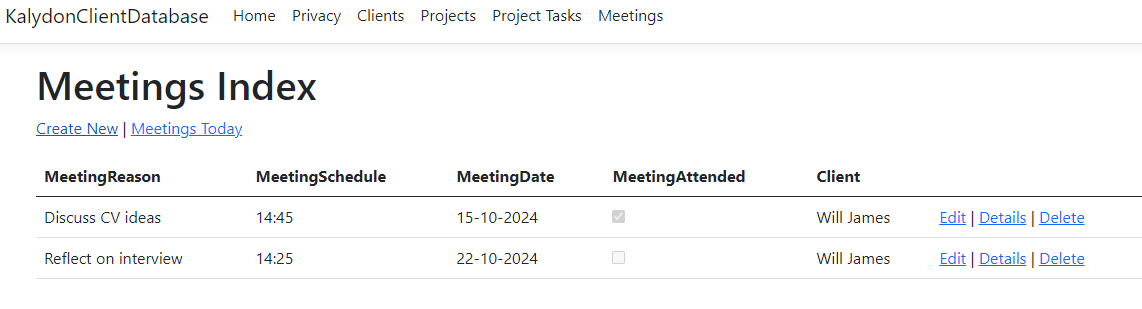 KalydonClientDatabase Home Privacy Clients Projects Project Tasks Meetings
Meetings Index
Create New | Meetings Today
MeetingReason MeetingSchedule MeetingDate MeetingAttended Client
Discuss CV ideas 14:45 15-10-2024 Will James Edit | Details | Delete
Reflect on interview 14:25 22-10-2024 Will James Edit | Details | Delete